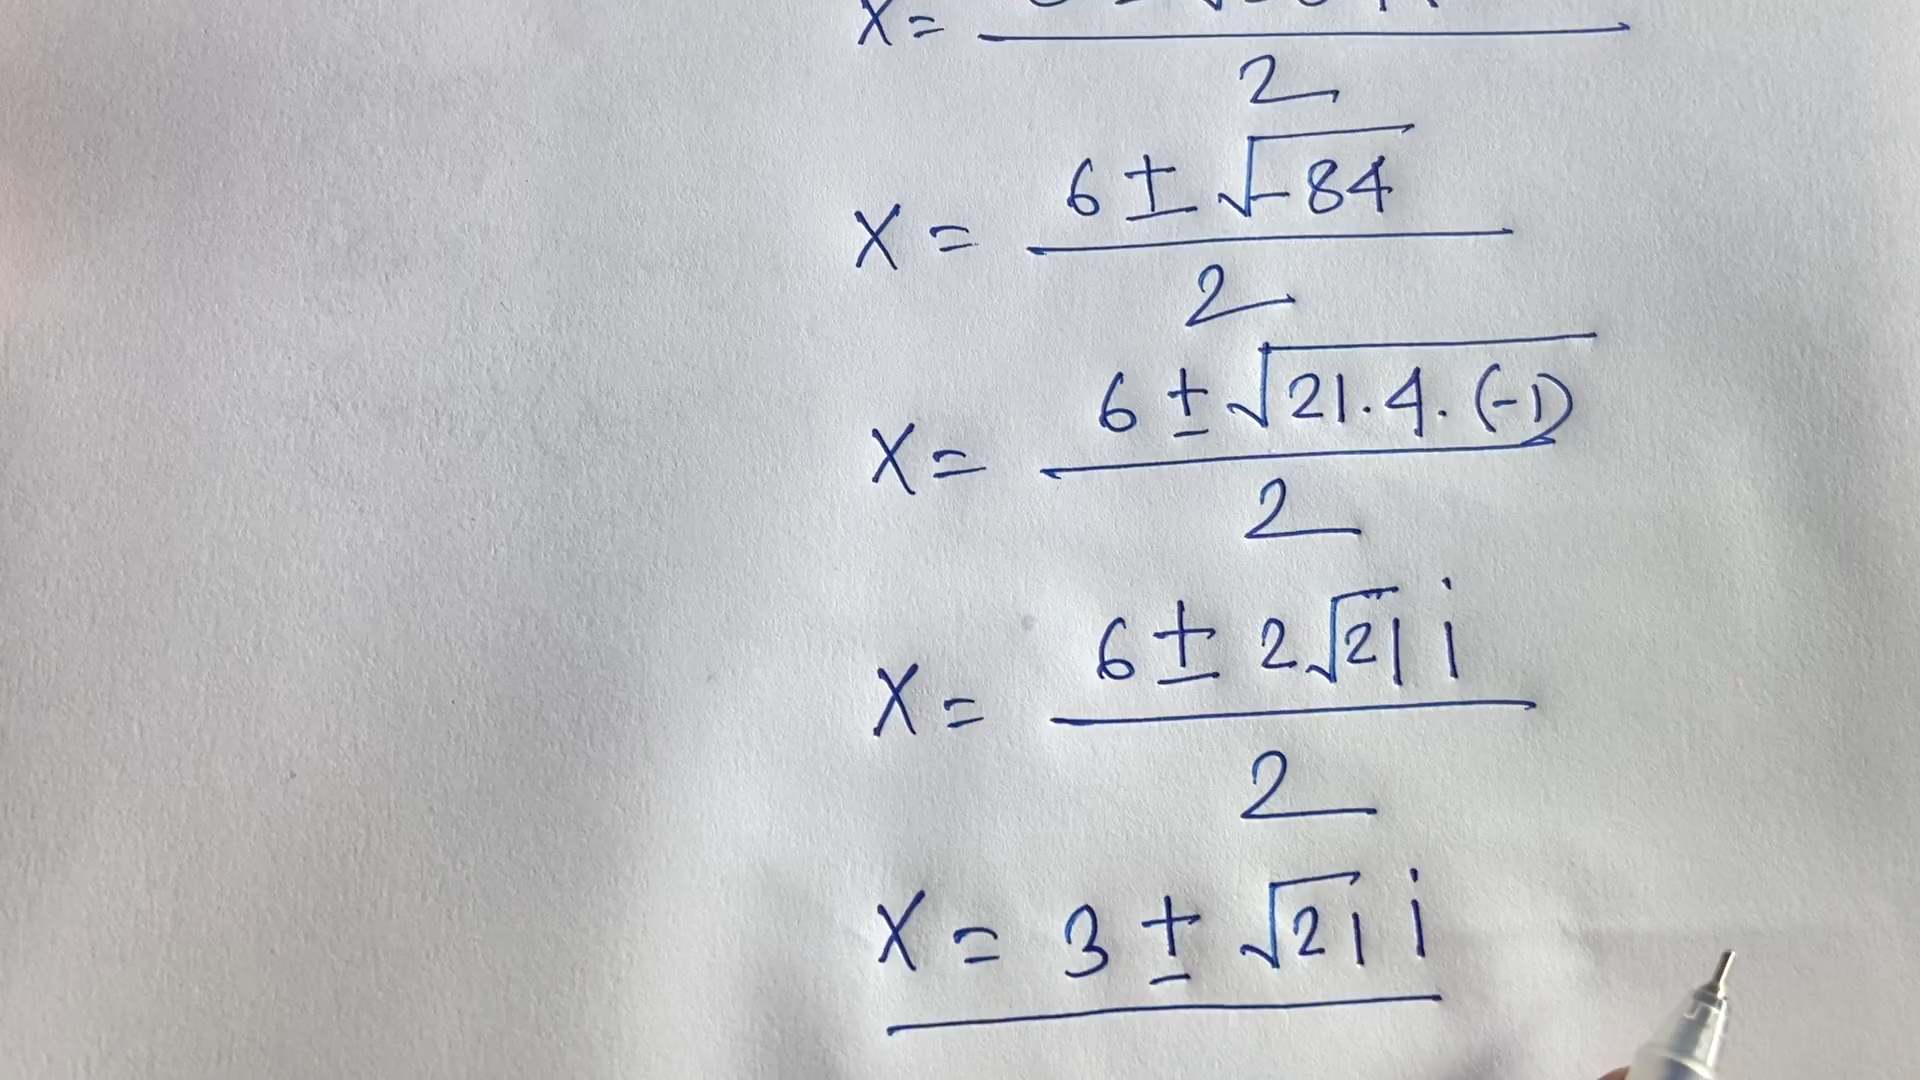 X =
2
X = 6 ± √-84
2
X = 6 ± √21.4.(-1)
2
X = 6 ± 2√21 i
2
X = 3 ± √21 i